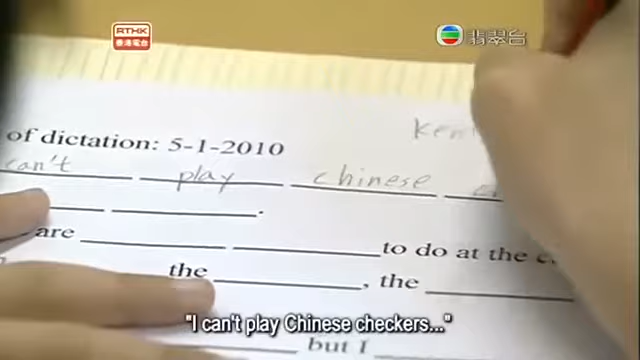 RTHK
香港電台
翡翠台
of dictation: 5-1-2010
can't play chinese
are to do at the
the , the
but I
"I can't play Chinese checkers..."